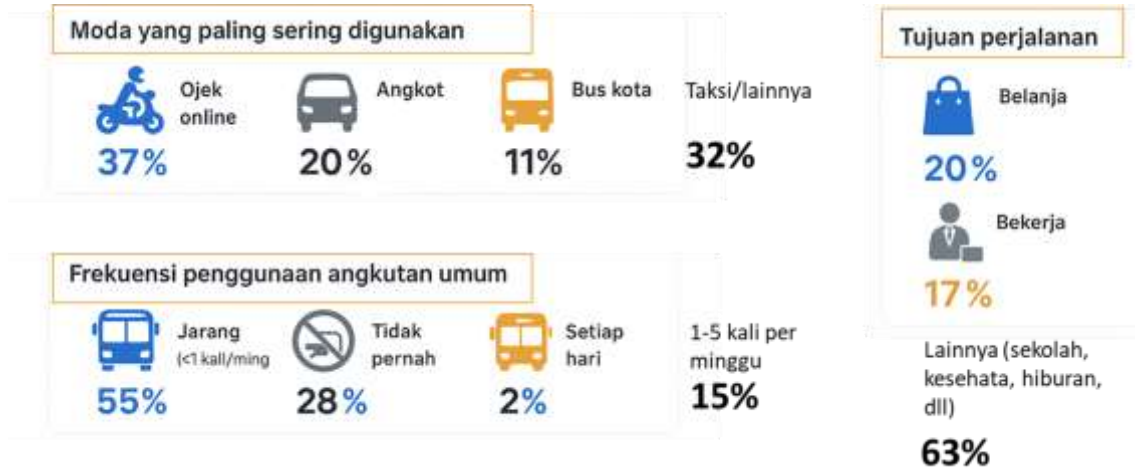 Moda yang paling sering digunakan
Ojek
online
37%
Angkot
20%
Bus kota
11%
Taksi/lainnya
32%
Frekuensi penggunaan angkutan umum
Jarang
(<1 kall/ming
55%
Tidak
pernah
28%
Setiap
hari
2%
1-5 kali per
minggu
15%
Tujuan perjalanan
Belanja
20%
Bekerja
17%
Lainnya (sekolah,
kesehata, hiburan,
dll)
63%